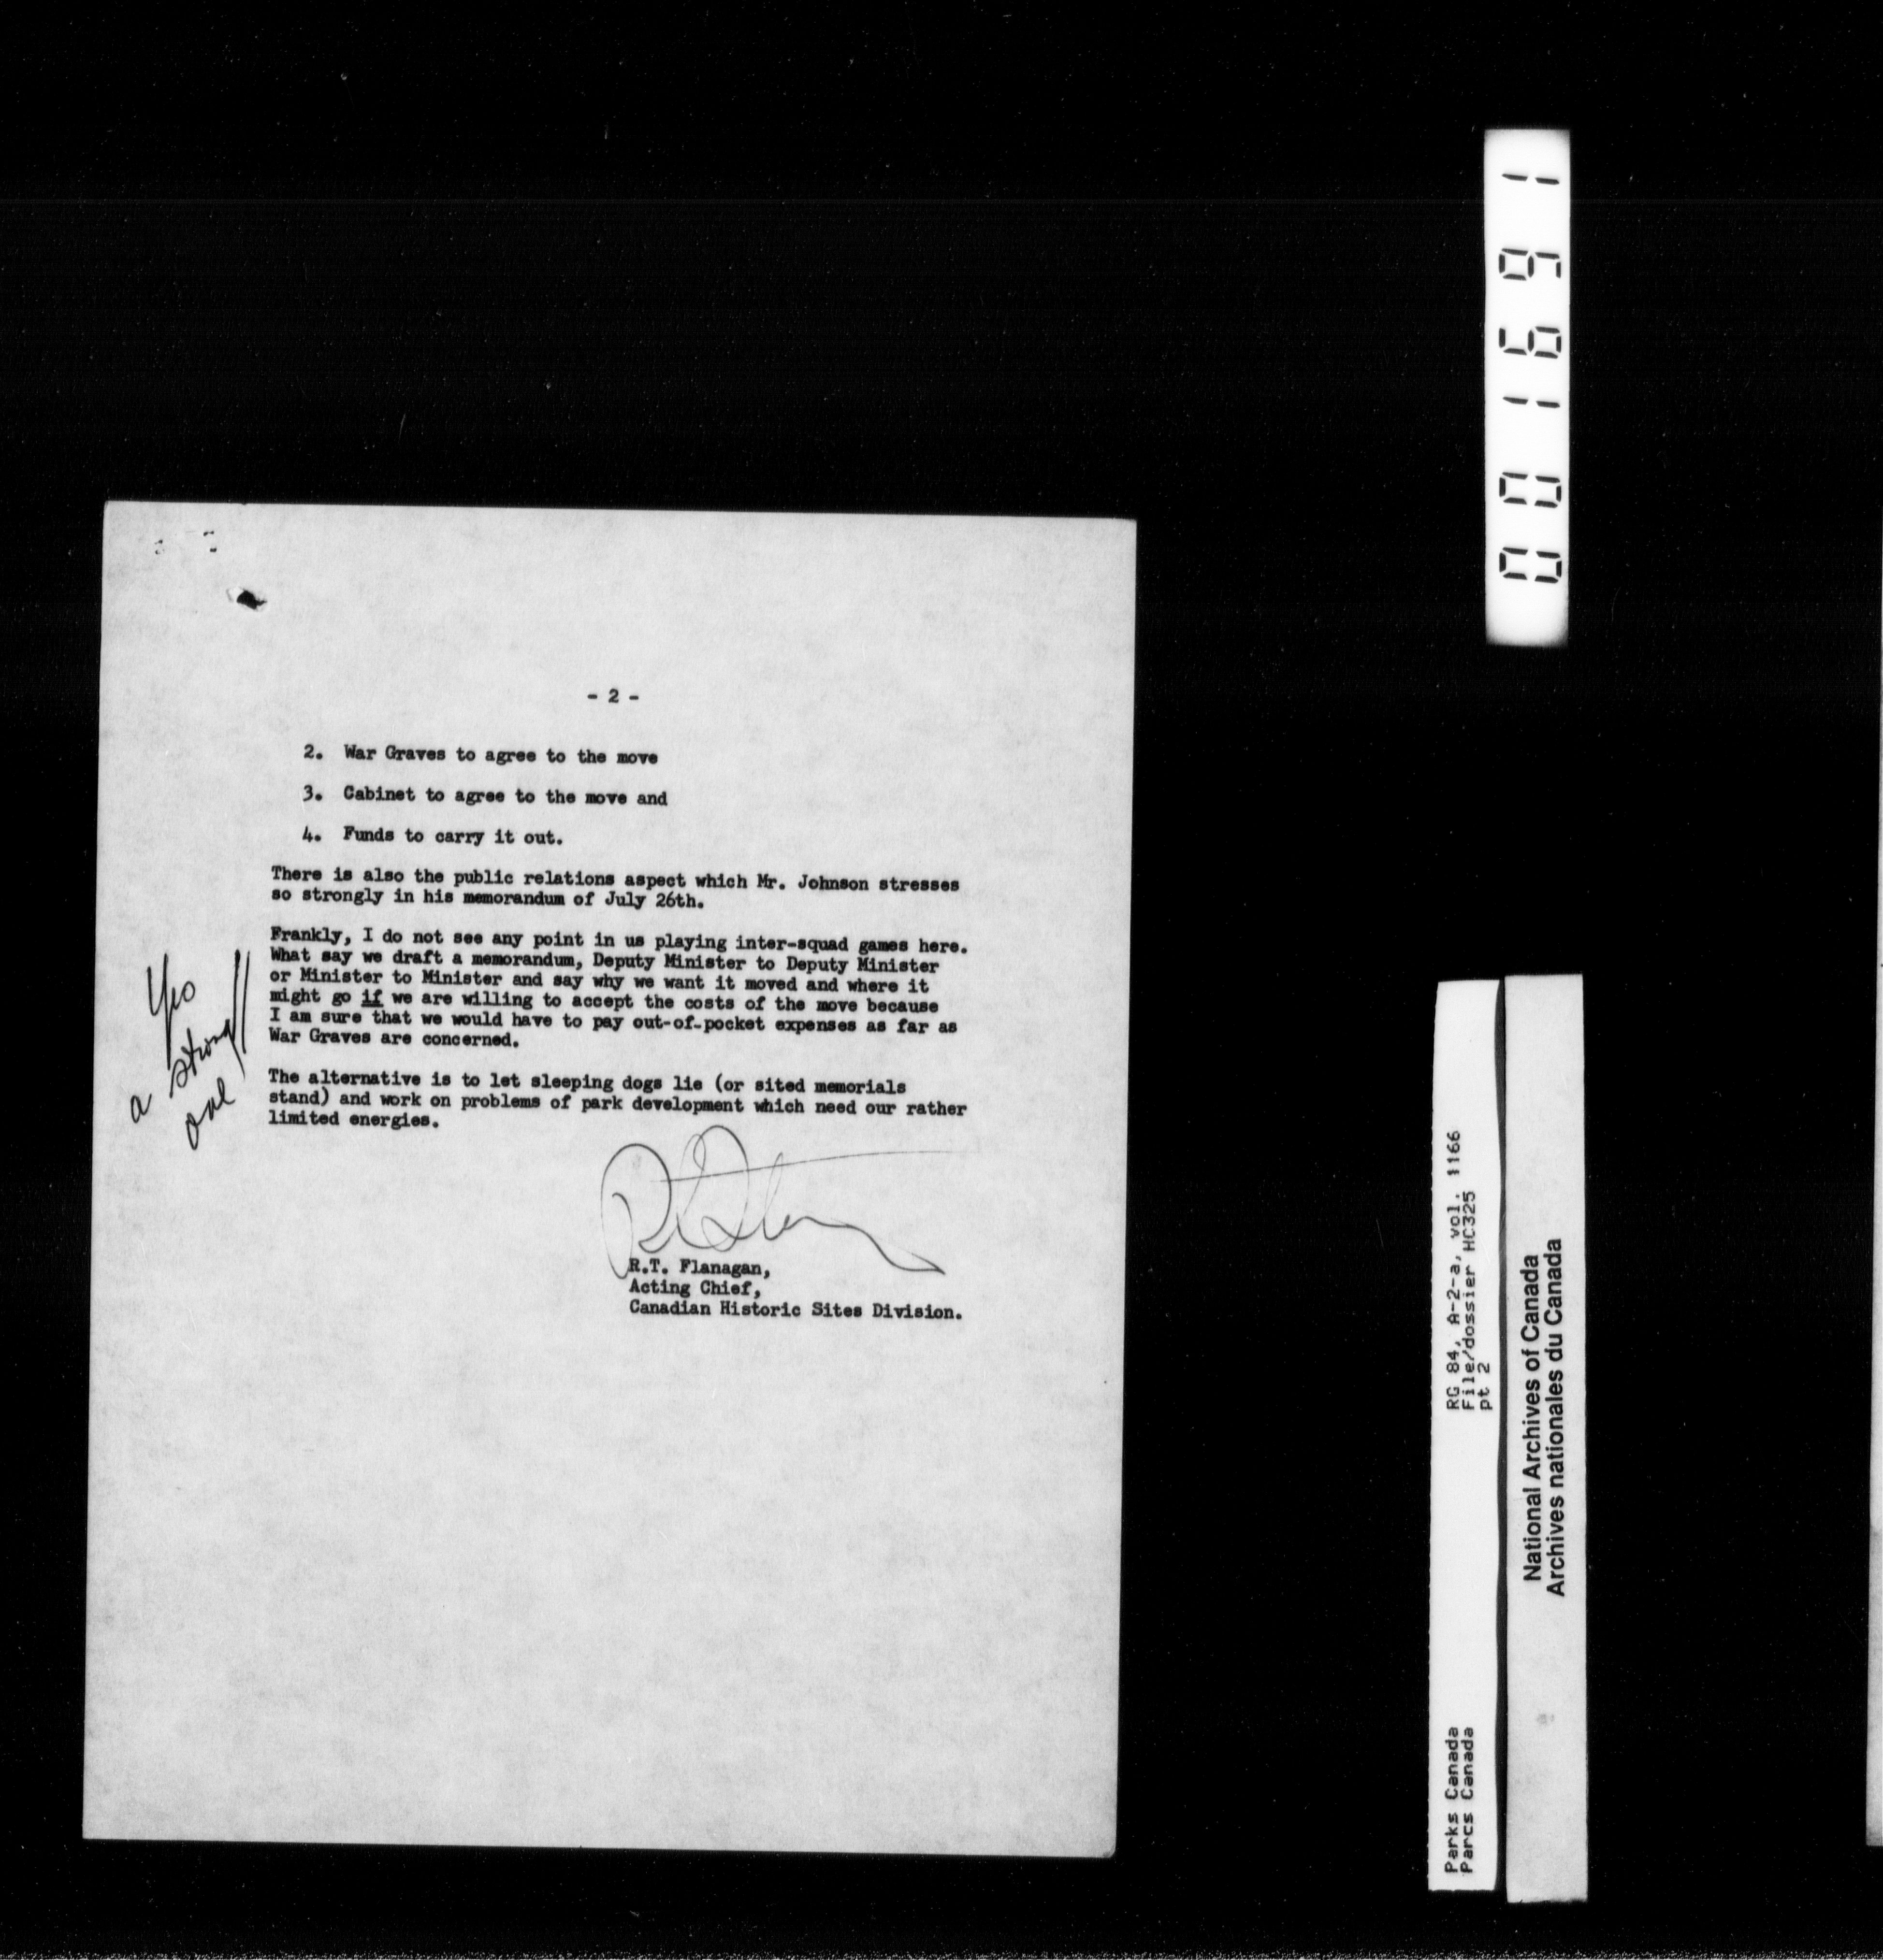 - 2 -
2. War Graves to agree to the move
3. Cabinet to agree to the move and
4. Funds to carry it out.
There is also the public relations aspect which Mr. Johnson stresses
so strongly in his memorandum of July 26th.
Frankly, I do not see any point in us playing inter-squad games here.
What say we draft a memorandum, Deputy Minister to Deputy Minister
or Minister to Minister and say why we want it moved and where it
might go if we are willing to accept the costs of the move because
I am sure that we would have to pay out-of-pocket expenses as far as
War Graves are concerned.
The alternative is to let sleeping dogs lie (or sited memorials
stand) and work on problems of park development which need our rather
limited energies.
Yes
a strong
one
R.T. Flanagan,
Acting Chief,
Canadian Historic Sites Division.
001691
RG 84, A-2-a, vol. 1166
File/dossier HC325
pt 2
Parks Canada
Parcs Canada
National Archives of Canada
Archives nationales du Canada